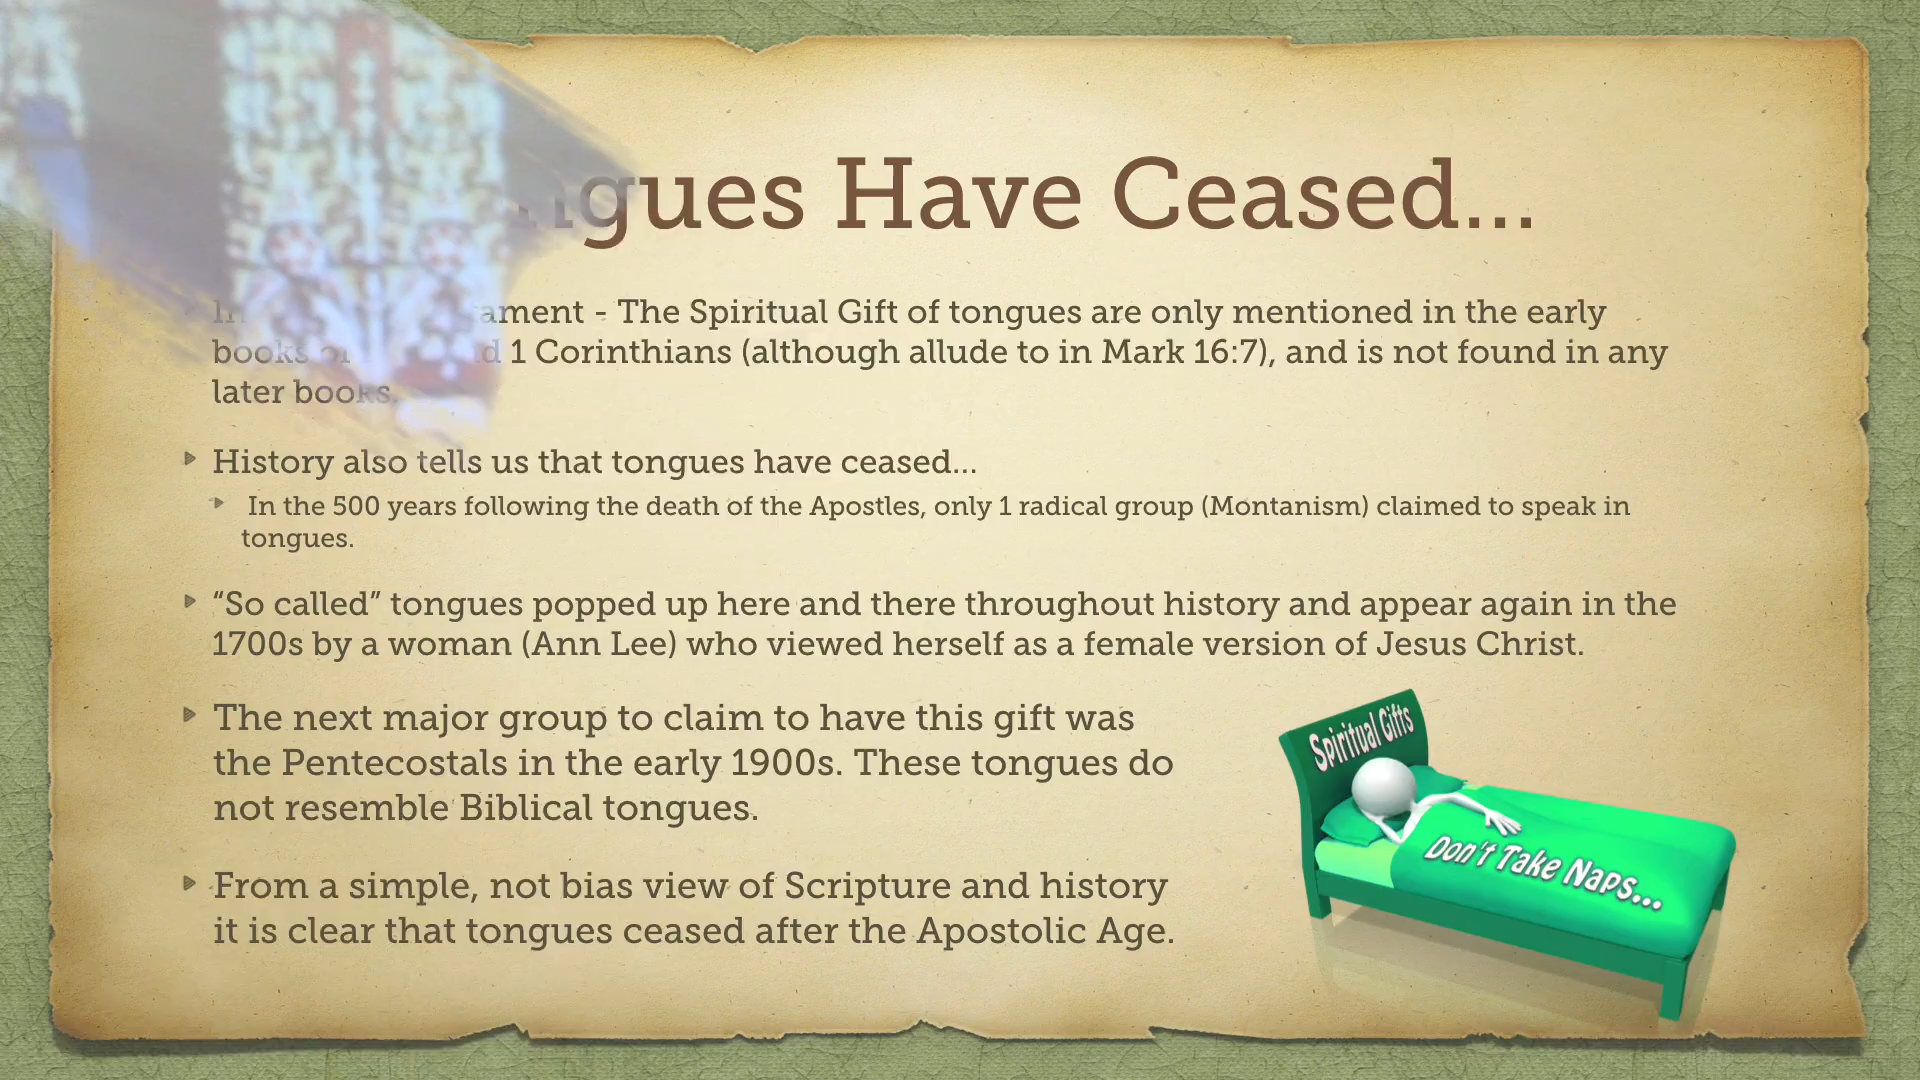 ngues Have Ceased...
ament - The Spiritual Gift of tongues are only mentioned in the early
books 1 Corinthians (although allude to in Mark 16:7), and is not found in any
later books.
History also tells us that tongues have ceased...
In the 500 years following the death of the Apostles, only 1 radical group (Montanism) claimed to speak in
tongues.
“So called” tongues popped up here and there throughout history and appear again in the
1700s by a woman (Ann Lee) who viewed herself as a female version of Jesus Christ.
The next major group to claim to have this gift was
the Pentecostals in the early 1900s. These tongues do
not resemble Biblical tongues.
From a simple, not bias view of Scripture and history
it is clear that tongues ceased after the Apostolic Age.
Spiritual Gifts
Don't Take Naps...